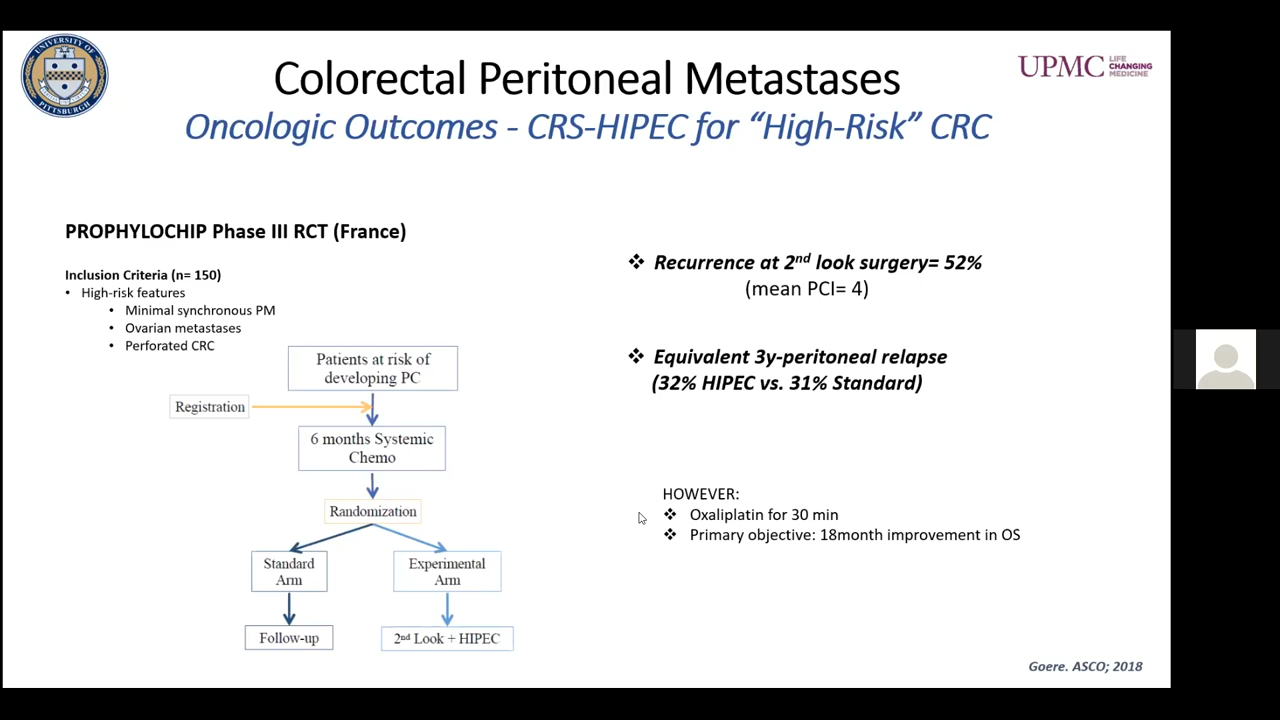 UNIVERSITY OF
PITTSBURGH
UPMC LIFE
CHANGING
MEDICINE
Colorectal Peritoneal Metastases
Oncologic Outcomes - CRS-HIPEC for “High-Risk” CRC
PROPHYLOCHIP Phase III RCT (France)
Inclusion Criteria (n= 150)
• High-risk features
• Minimal synchronous PM
• Ovarian metastases
• Perforated CRC
Patients at risk of
developing PC
Registration
6 months Systemic
Chemo
Randomization
Standard
Arm
Experimental
Arm
Follow-up
2nd Look + HIPEC
❖ Recurrence at 2nd look surgery= 52%
(mean PCI= 4)
❖ Equivalent 3y-peritoneal relapse
(32% HIPEC vs. 31% Standard)
HOWEVER:
❖ Oxaliplatin for 30 min
❖ Primary objective: 18month improvement in OS
Goere. ASCO; 2018